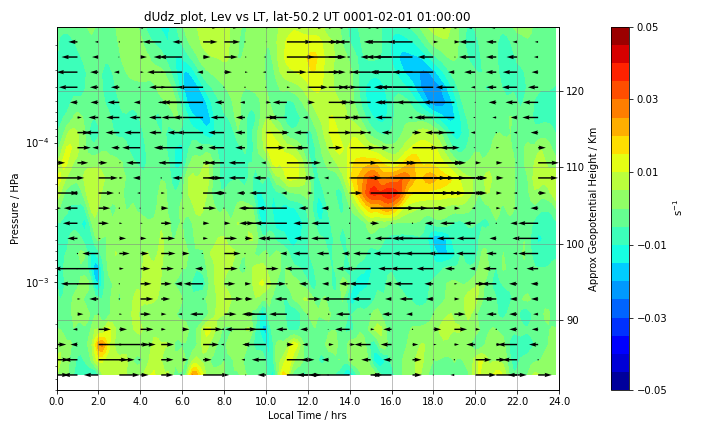 dUdz_plot, Lev vs LT, lat-50.2 UT 0001-02-01 01:00:00
Pressure / HPa
10⁻⁴
10⁻³
0.0 2.0 4.0 6.0 8.0 10.0 12.0 14.0 16.0 18.0 20.0 22.0 24.0
Local Time / hrs
120
110
100
90
Approx Geopotential Height / Km
0.05
0.03
0.01
−0.01
−0.03
−0.05
s⁻¹